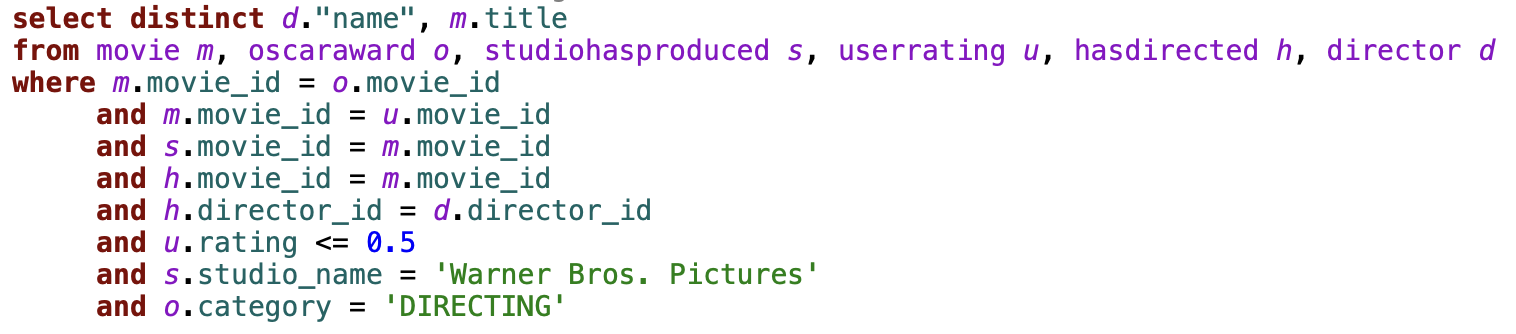 select distinct d."name", m.title
from movie m, oscaraward o, studiohasproduced s, userrating u, hasdirected h, director d
where m.movie_id = o.movie_id
and m.movie_id = u.movie_id
and s.movie_id = m.movie_id
and h.movie_id = m.movie_id
and h.director_id = d.director_id
and u.rating <= 0.5
and s.studio_name = 'Warner Bros. Pictures'
and o.category = 'DIRECTING'